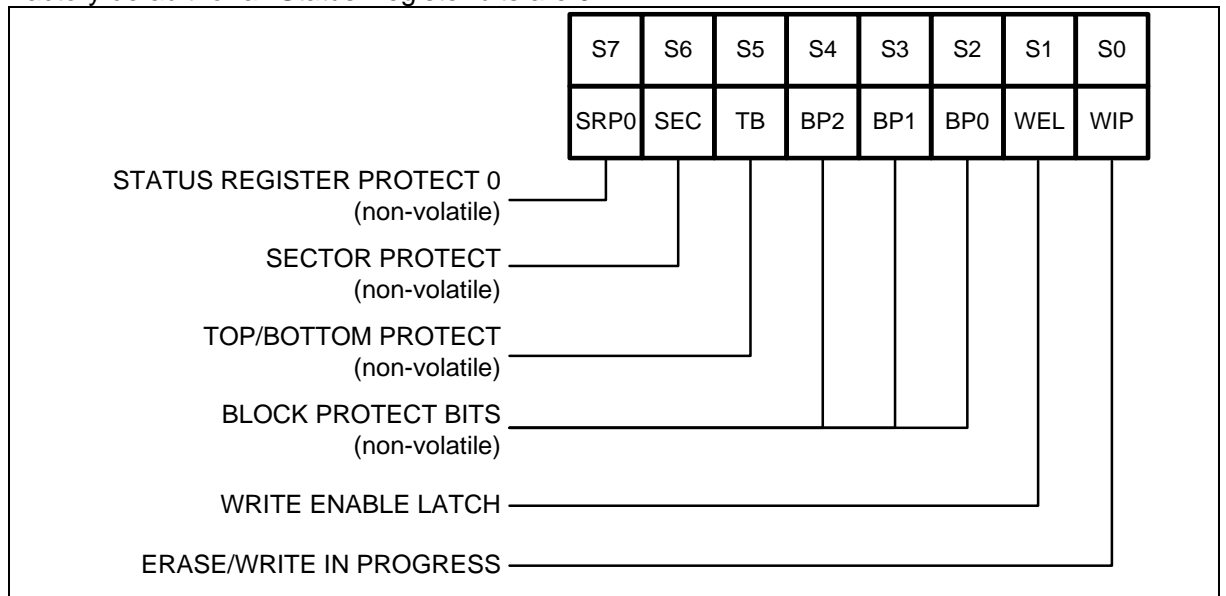 S7 S6 S5 S4 S3 S2 S1 S0
SRP0 SEC TB BP2 BP1 BP0 WEL WIP
STATUS REGISTER PROTECT 0
(non-volatile)
SECTOR PROTECT
(non-volatile)
TOP/BOTTOM PROTECT
(non-volatile)
BLOCK PROTECT BITS
(non-volatile)
WRITE ENABLE LATCH
ERASE/WRITE IN PROGRESS